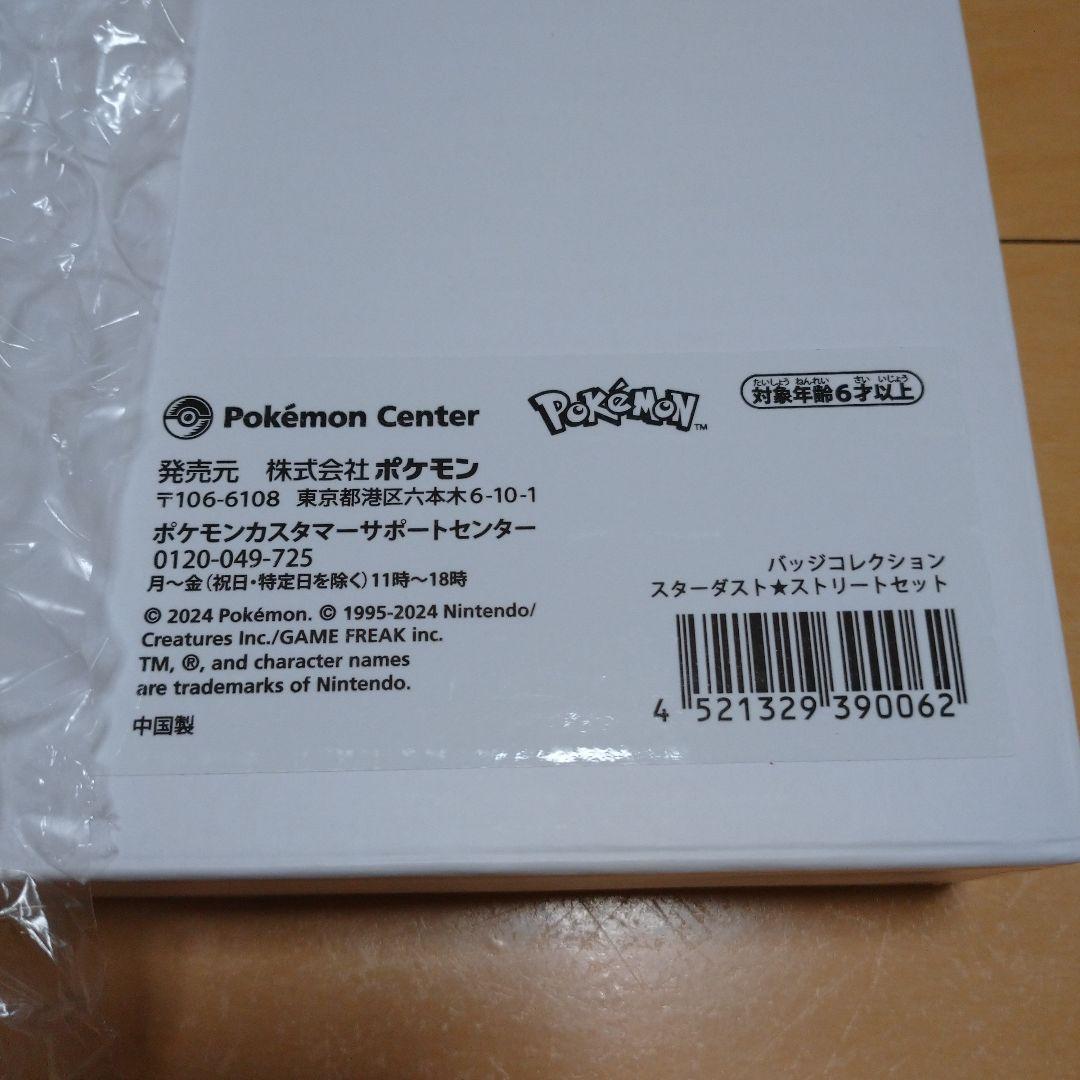 Pokémon Center
POKéMON™
たいしょう ねんれい さい いじょう
対象年齢6才以上
発売元 株式会社 ポケモン
〒106-6108 東京都港区六本木6-10-1
ポケモンカスタマーサポートセンター
0120-049-725
月～金(祝日・特定日を除く)11時～18時
© 2024 Pokémon. © 1995-2024 Nintendo/
Creatures Inc./GAME FREAK inc.
TM, ®, and character names
are trademarks of Nintendo.
中国製
バッジコレクション
スターダスト★ストリートセット
4 521329 390062